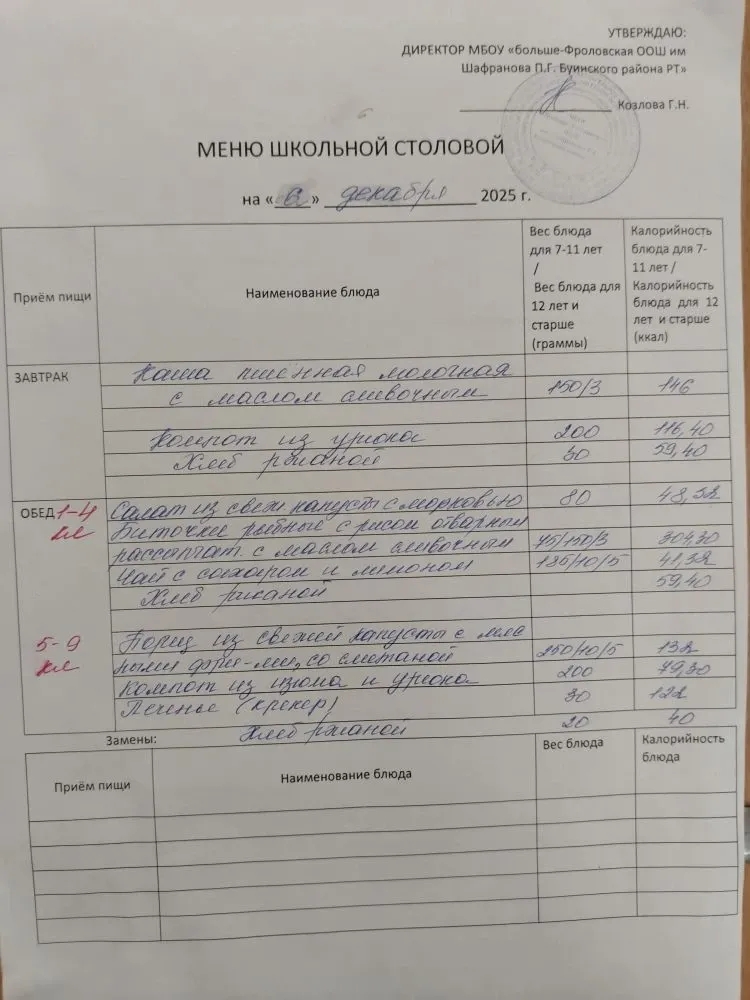 УТВЕРЖДАЮ:
ДИРЕКТОР МБОУ «больше-Фроловская ООШ им
Шафранова П.Г. Буинского района РТ»
Козлова Г.Н.
МЕНЮ ШКОЛЬНОЙ СТОЛОВОЙ
на «6» декабря 2025 г.
Приём пищи
Наименование блюда
Вес блюда
для 7-11 лет
/
Вес блюда для
12 лет и
старше
(граммы)
Калорийность
блюда для 7-
11 лет /
Калорийность
блюда для 12
лет и старше
(ккал)
ЗАВТРАК
Каша пшённая молочная
с маслом сливочным 150/3 146
Компот из урюка 200 116,40
Хлеб ржаной 30 59,40
ОБЕД 1-4 Салат из свеж. капусты с морковью 80 48,32
кл Биточки рыбные с рисом отварным
рассыпчат. с маслом сливочным 75/150/3 304,30
Чай с сахаром и лимоном 185/10/5 41,32
Хлеб ржаной 59,40
5-9 Борщ из свежей капусты с мяс
кл ными фри-ми, со сметаной 250/10/5 132
Компот из изюма и урюка 200 79,30
Печенье (крекер) 30 122
Хлеб ржаной 20 40
Замены:
Приём пищи
Наименование блюда
Вес блюда
Калорийность
блюда